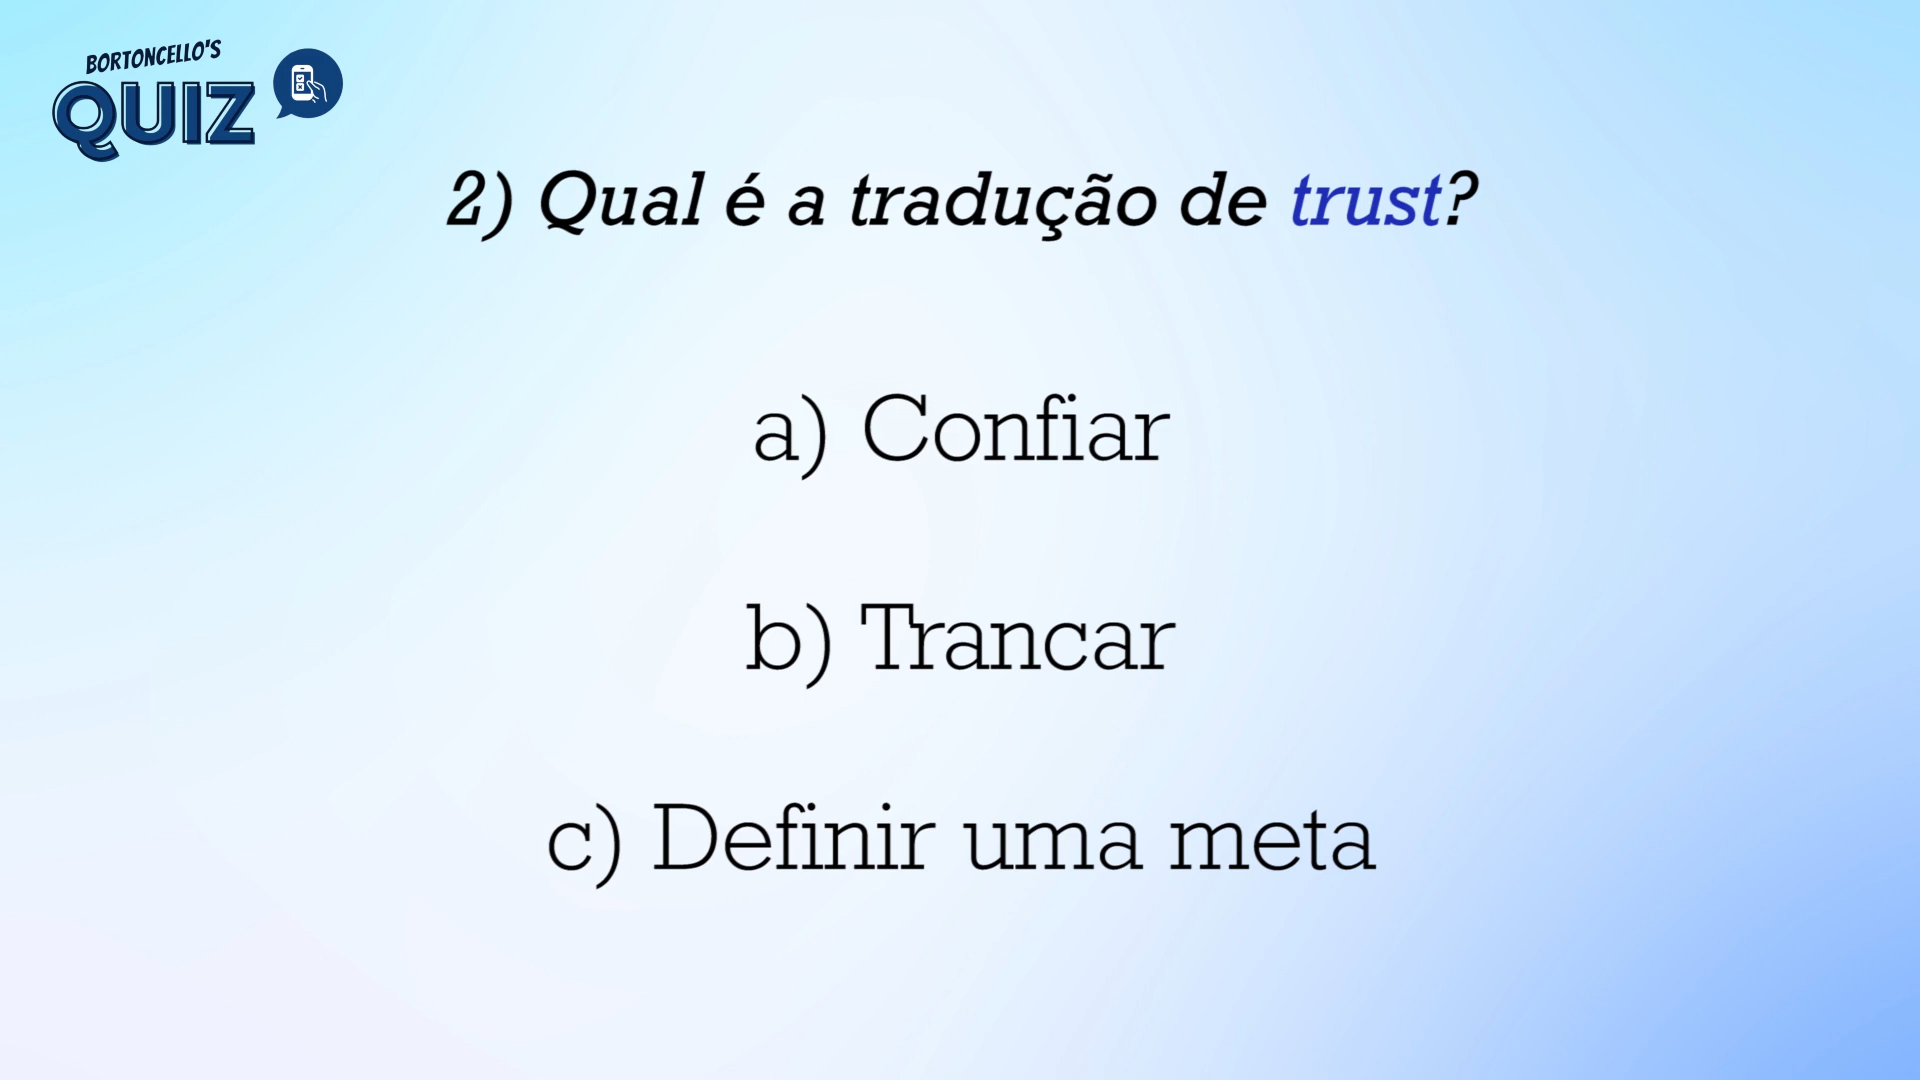 BORTONCELLO'S
QUIZ
2) Qual é a tradução de trust?
a) Confiar
b) Trancar
c) Definir uma meta